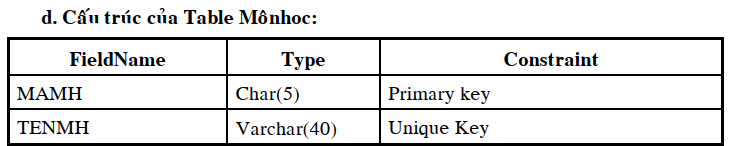 d. Cấu trúc của Table Mônhoc:
FieldName Type Constraint
MAMH Char(5) Primary key
TENMH Varchar(40) Unique Key